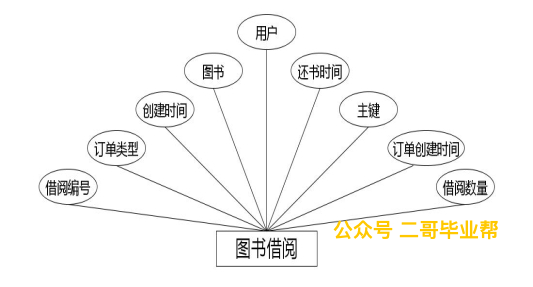 用户
图书
还书时间
创建时间
主键
订单类型
订单创建时间
借阅编号
借阅数量
公众号 二哥毕业帮
图书借阅